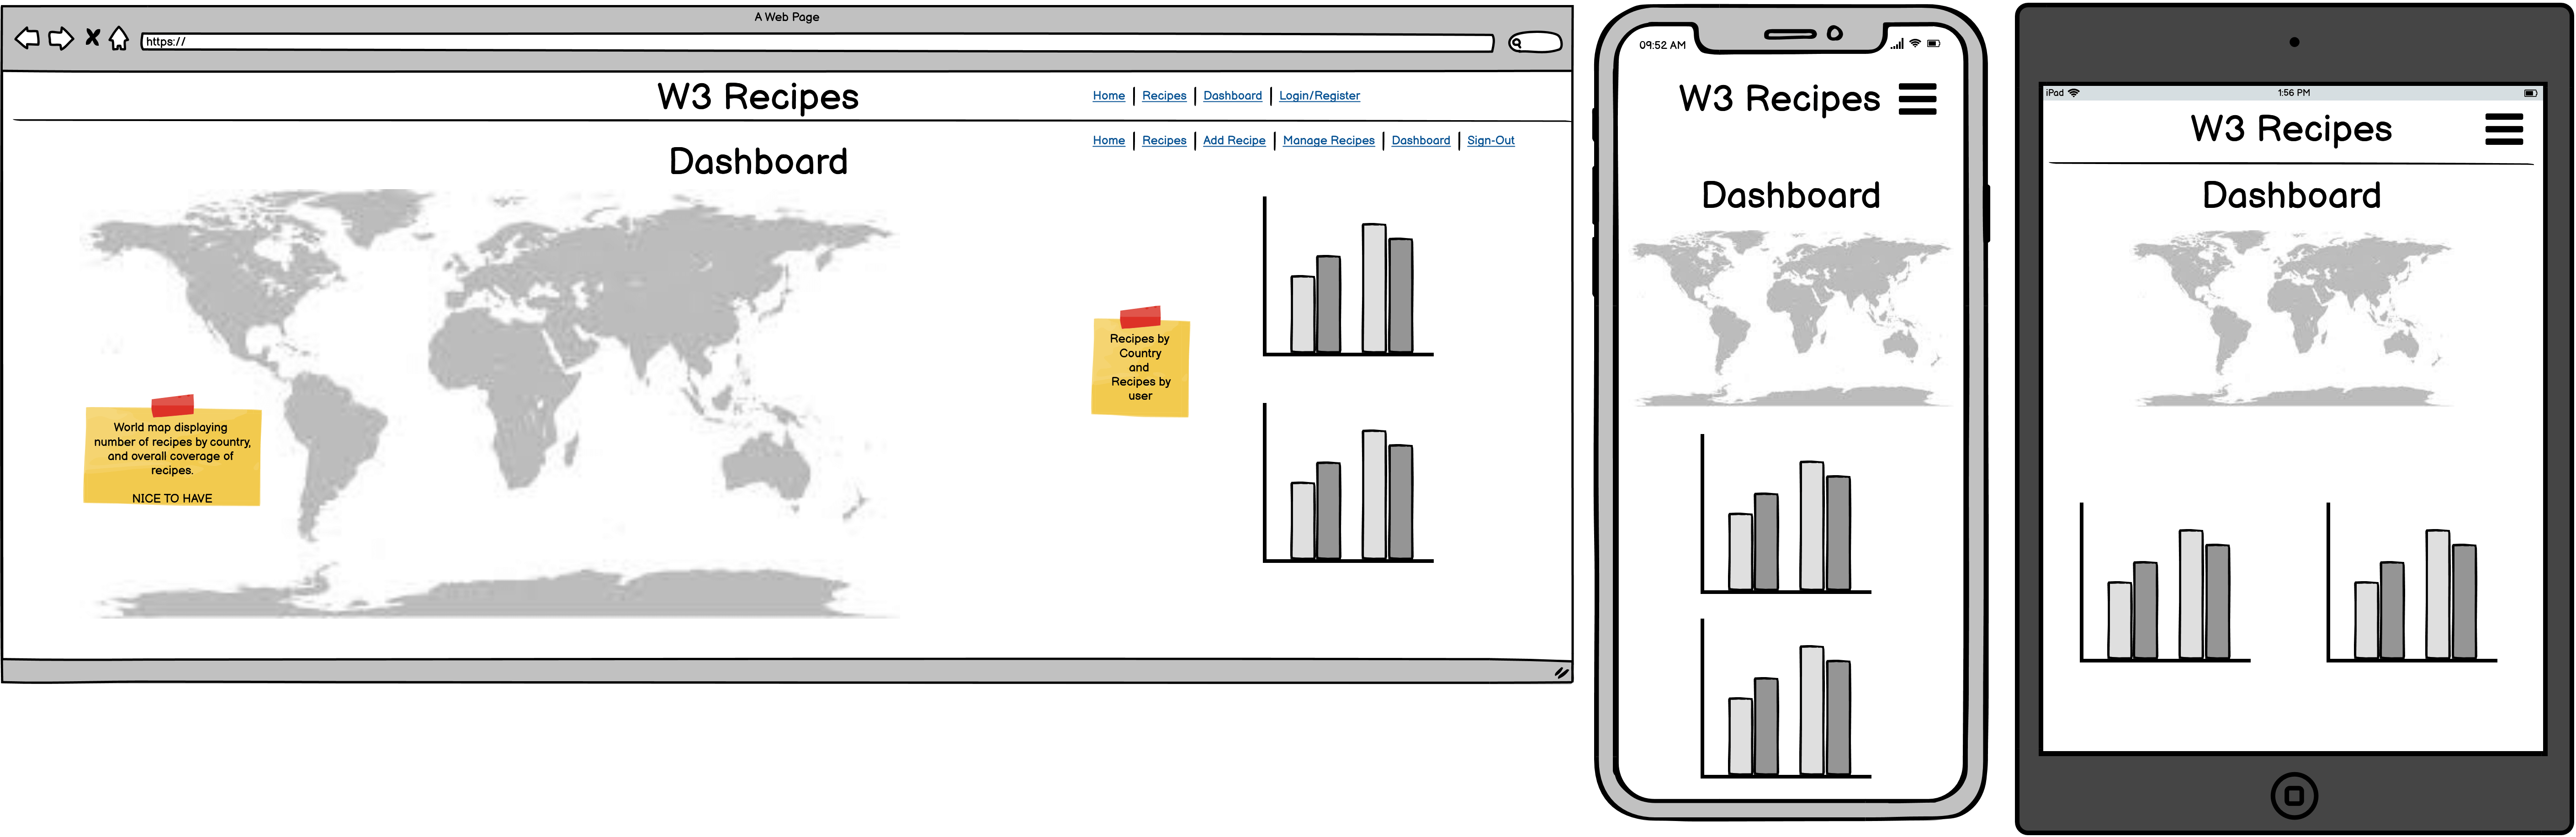 A Web Page
https://
W3 Recipes
Home Recipes Dashboard Login/Register
Home Recipes Add Recipe Manage Recipes Dashboard Sign-Out
Dashboard
World map displaying
number of recipes by country,
and overall coverage of
recipes.
NICE TO HAVE
Recipes by
Country
and
Recipes by
user
09:52 AM
W3 Recipes
Dashboard
iPad 1:56 PM
W3 Recipes
Dashboard